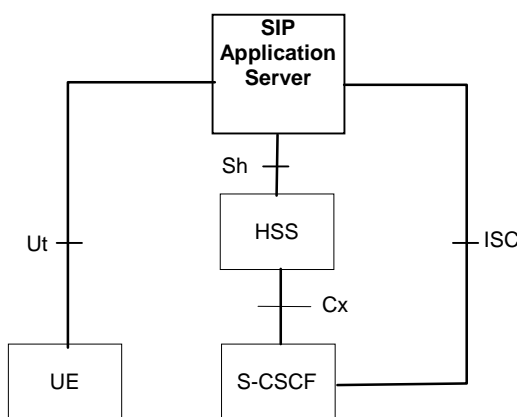 SIP
Application
Server
Sh
HSS
Ut
ISC
Cx
UE
S-CSCF